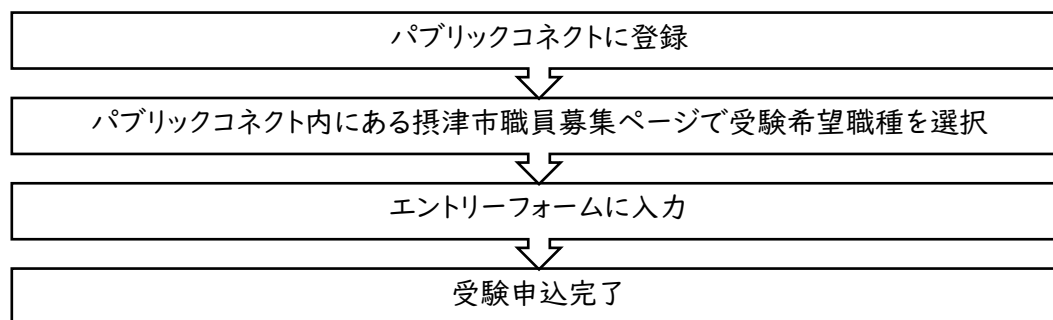 パブリックコネクトに登録
パブリックコネクト内にある摂津市職員募集ページで受験希望職種を選択
エントリーフォームに入力
受験申込完了